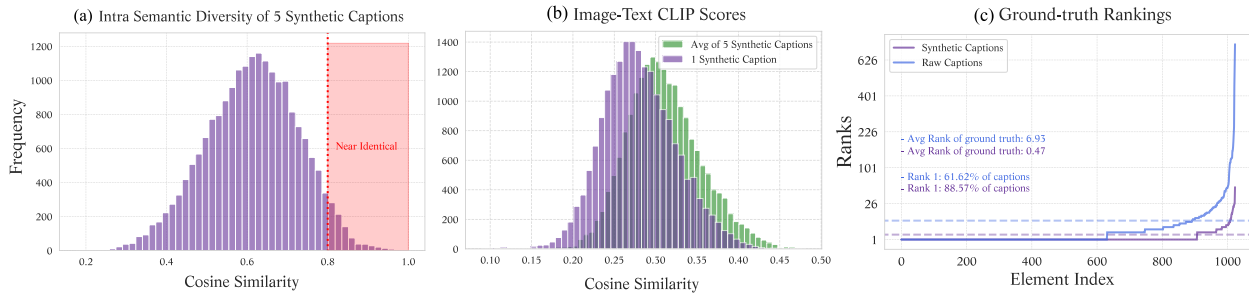 (a) Intra Semantic Diversity of 5 Synthetic Captions
1200
1000
800
600
400
200
0
Frequency
Near Identical
0.2 0.4 0.6 0.8 1.0
Cosine Similarity
(b) Image-Text CLIP Scores
1400
1200
1000
800
600
400
200
0
Avg of 5 Synthetic Captions
1 Synthetic Caption
0.10 0.15 0.20 0.25 0.30 0.35 0.40 0.45 0.50
Cosine Similarity
(c) Ground-truth Rankings
Synthetic Captions
Raw Captions
626
401
226
101
26
1
Ranks
- Avg Rank of ground truth: 6.93
- Avg Rank of ground truth: 0.47
- Rank 1: 61.62% of captions
- Rank 1: 88.57% of captions
0 200 400 600 800 1000
Element Index